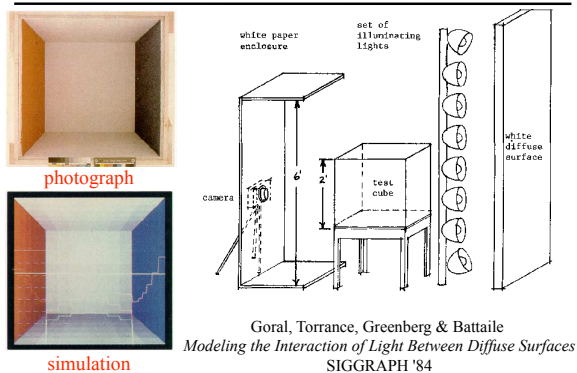 white paper
enclosure
set of
illuminating
lights
white
diffuse
surface
6'
2'
test
cube
camera
photograph
simulation
Goral, Torrance, Greenberg & Battaile
Modeling the Interaction of Light Between Diffuse Surfaces
SIGGRAPH '84